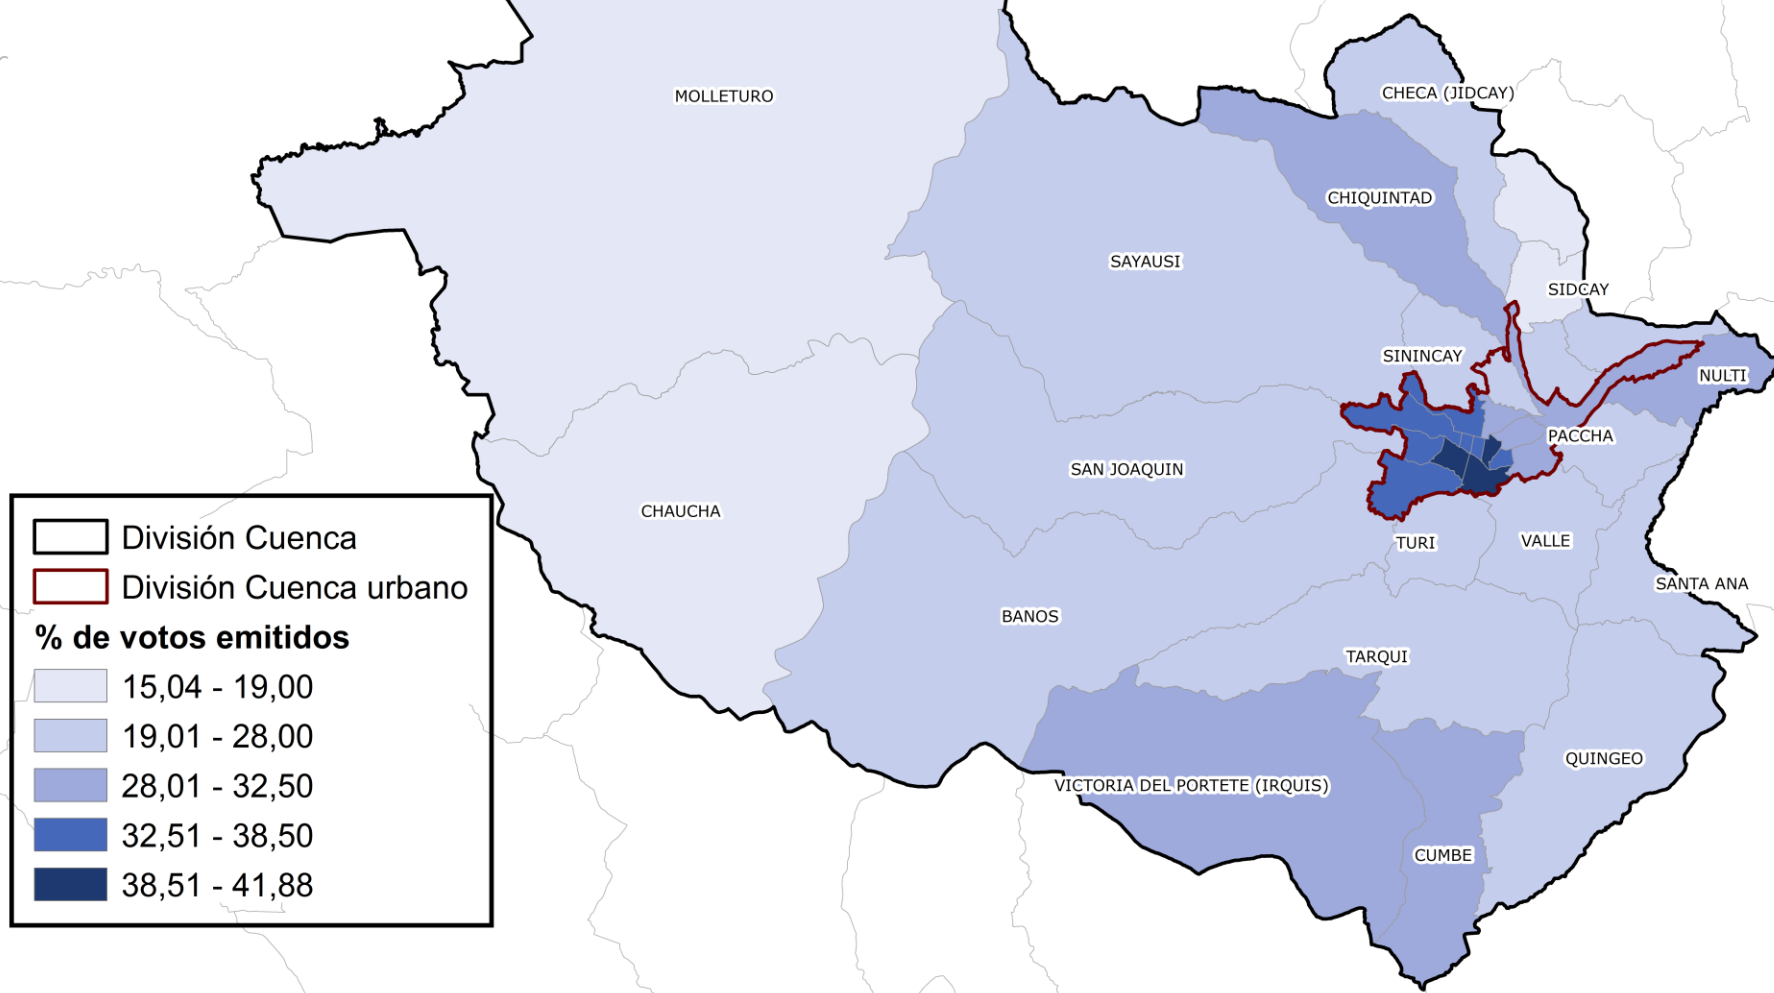 MOLLETURO
CHECA (JIDCAY)
CHIQUINTAD
SAYAUSI
SIDCAY
SININCAY
NULTI
PACCHA
SAN JOAQUIN
CHAUCHA
TURI
VALLE
SANTA ANA
BANOS
TARQUI
QUINGEO
VICTORIA DEL PORTETE (IRQUIS)
CUMBE
División Cuenca
División Cuenca urbano
% de votos emitidos
15,04 - 19,00
19,01 - 28,00
28,01 - 32,50
32,51 - 38,50
38,51 - 41,88